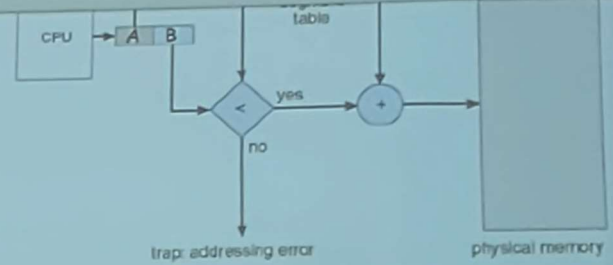 table
CPU
A B
yes
<
+
no
trap: addressing error
physical memory